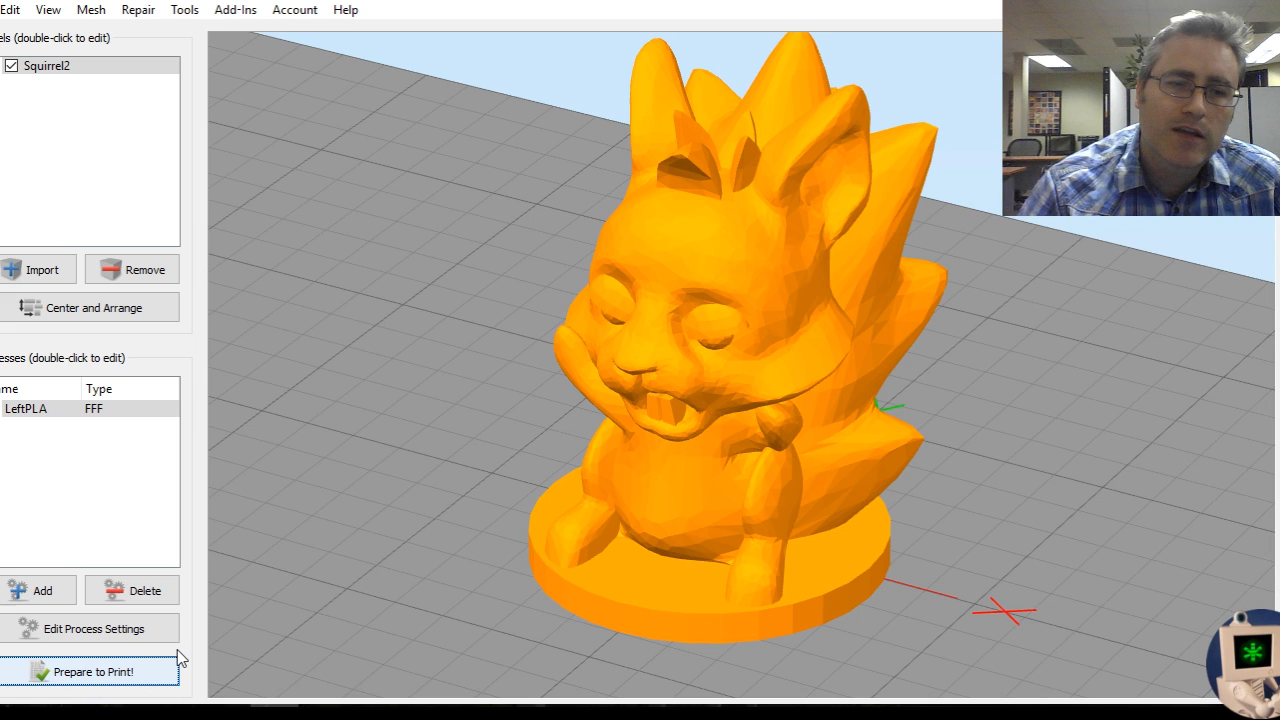 Edit View Mesh Repair Tools Add-Ins Account Help
els (double-click to edit)
Squirrel2
Import Remove
Center and Arrange
esses (double-click to edit)
me Type
LeftPLA FFF
Add Delete
Edit Process Settings
Prepare to Print!